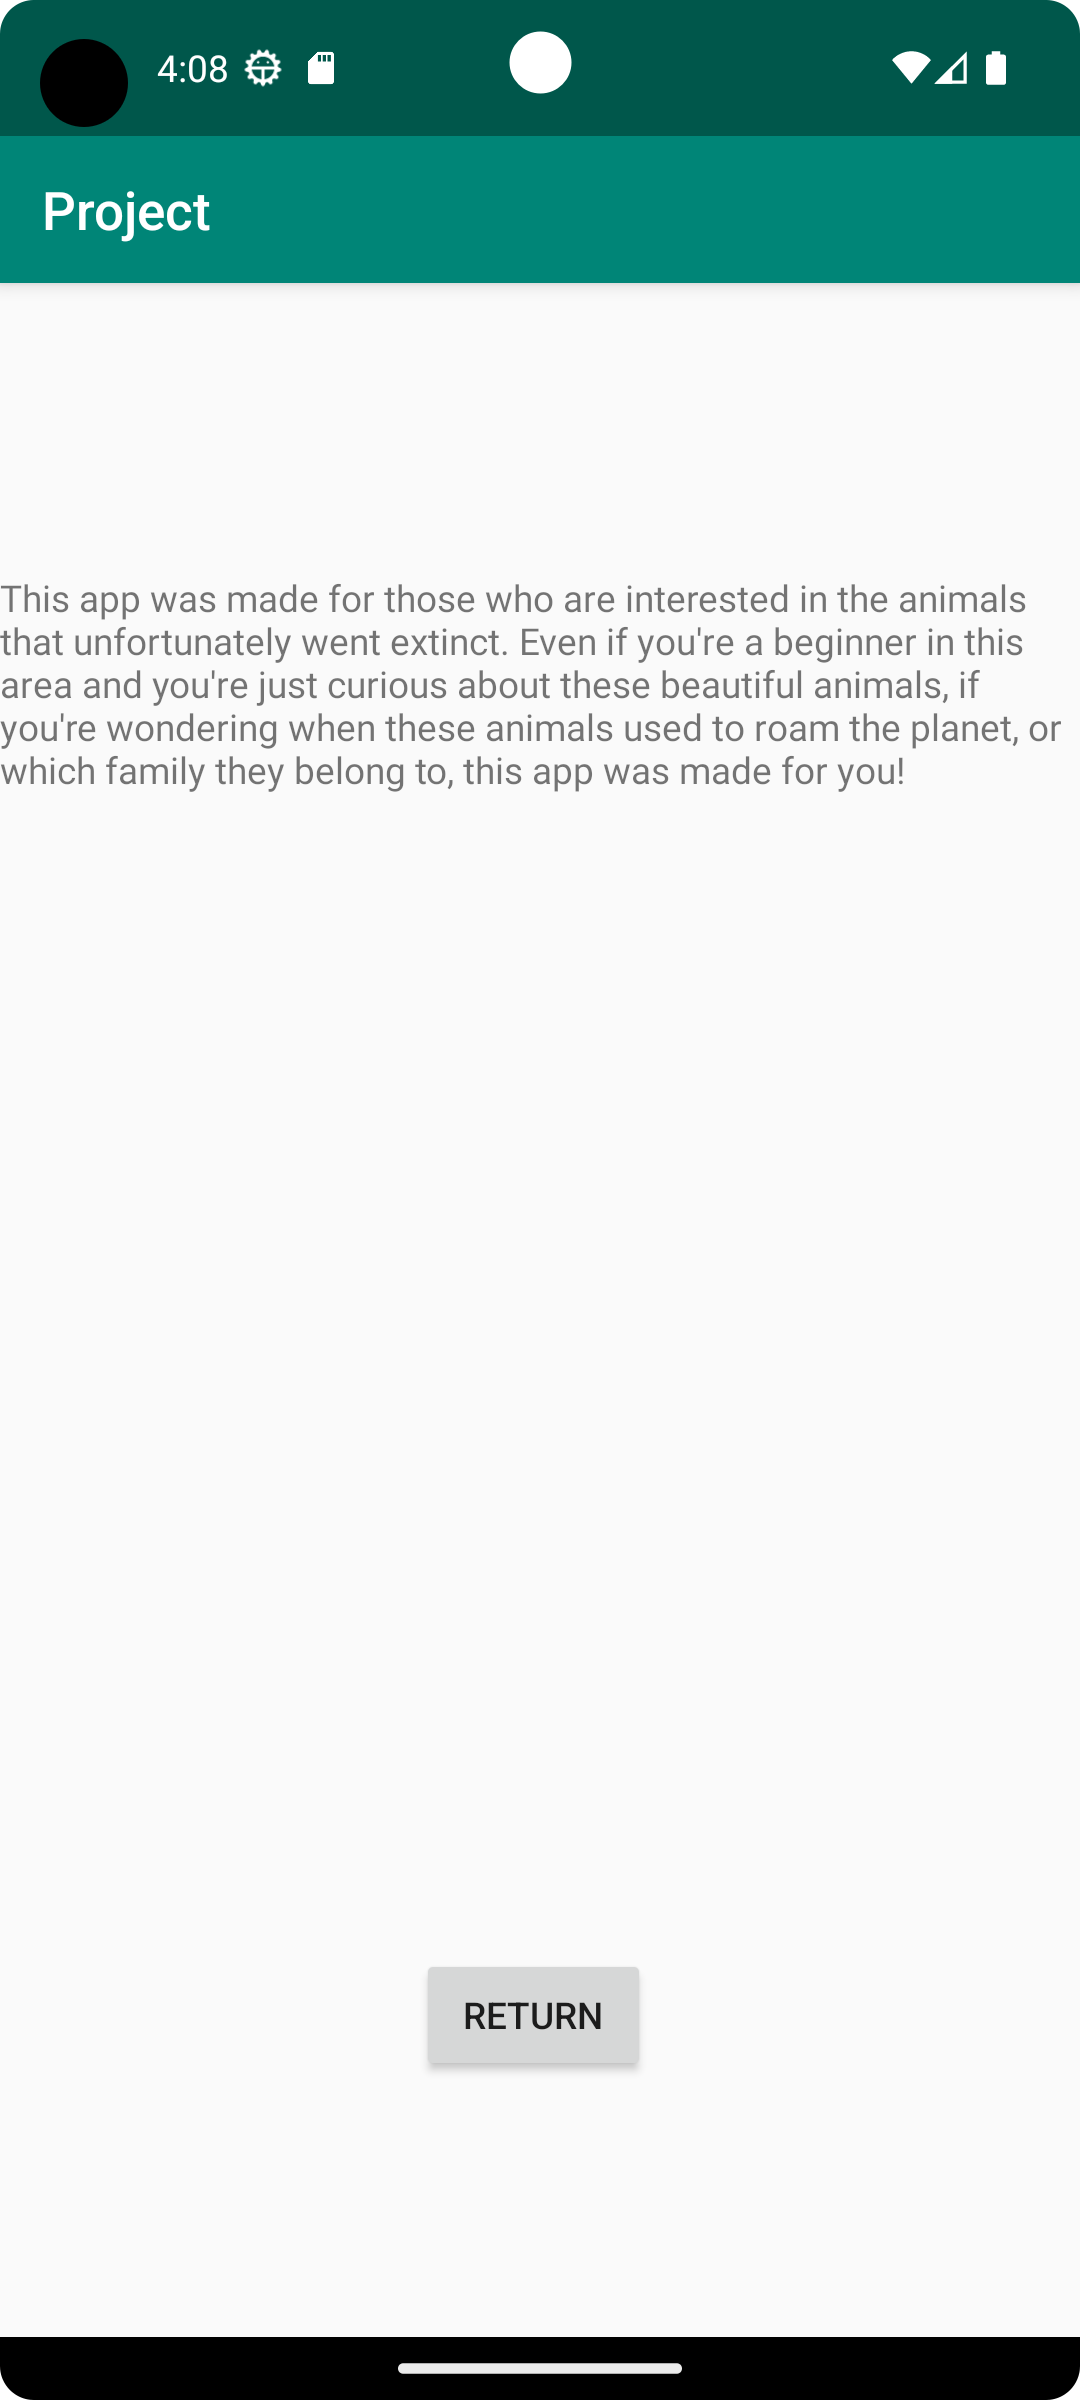 4:08
Project
This app was made for those who are interested in the animals
that unfortunately went extinct. Even if you're a beginner in this
area and you're just curious about these beautiful animals, if
you're wondering when these animals used to roam the planet, or
which family they belong to, this app was made for you!
RETURN